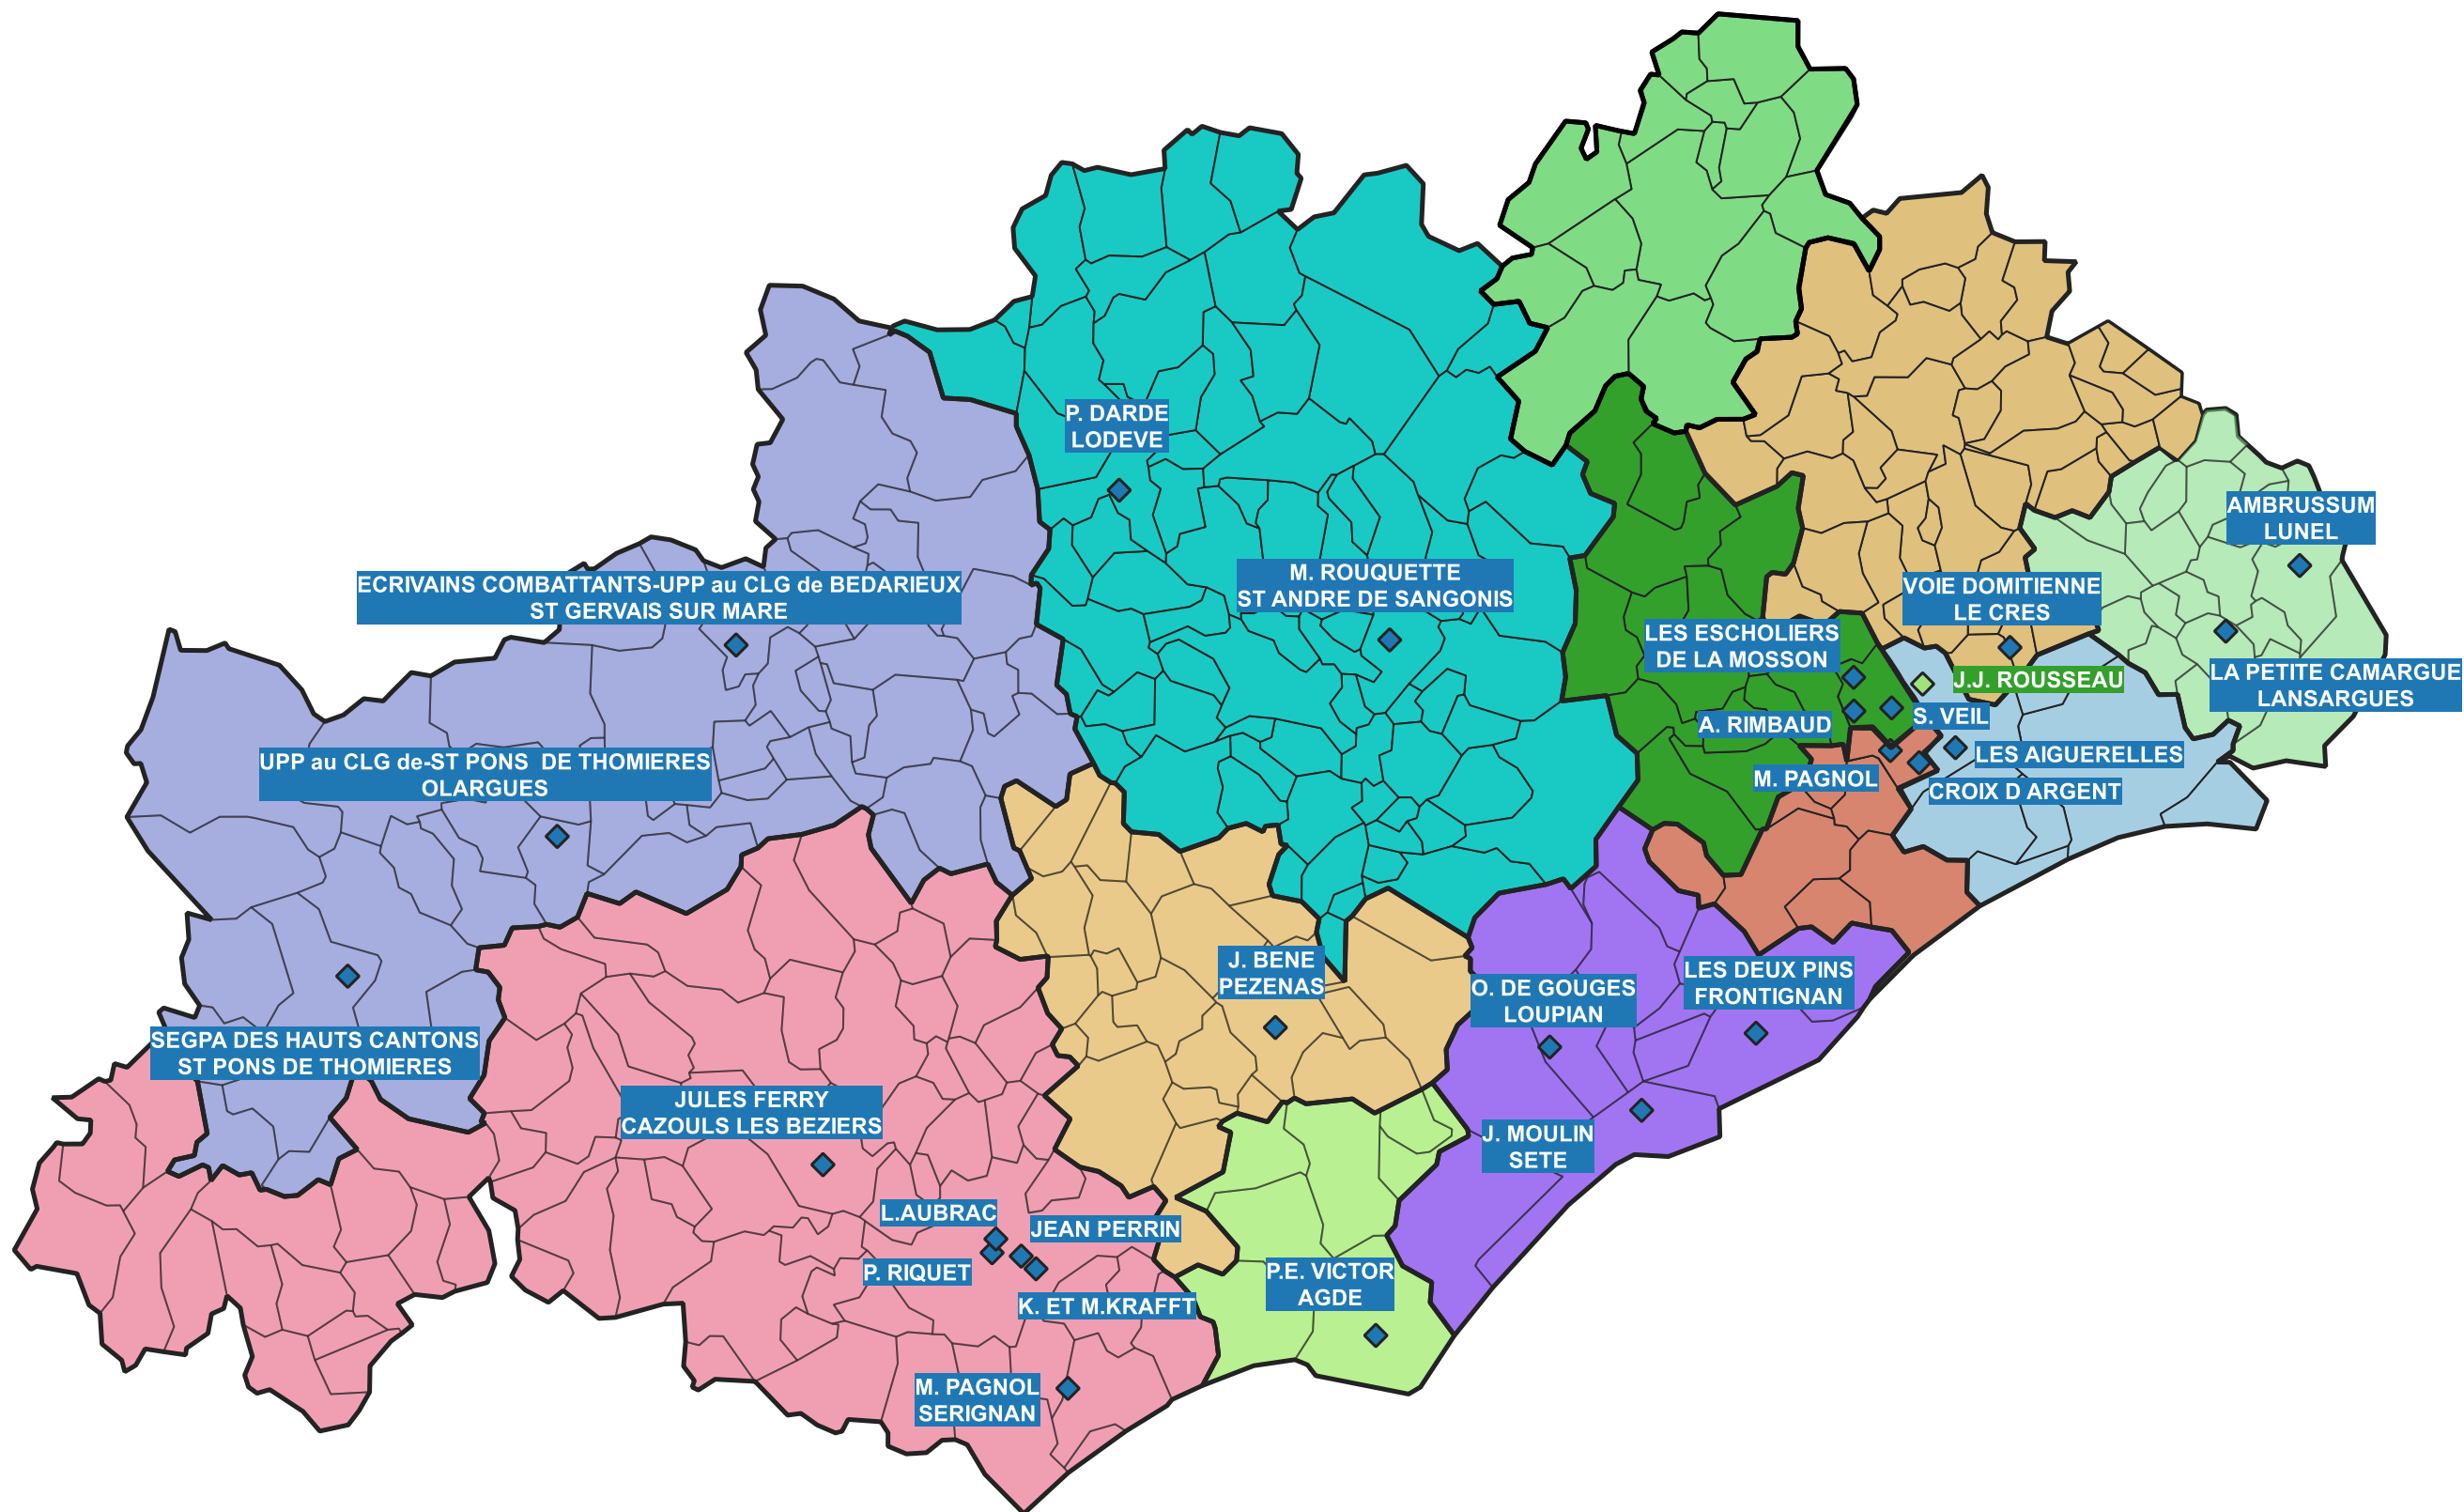 P. DARDE
LODEVE
AMBRUSSUM
LUNEL
M. ROUQUETTE
ST ANDRE DE SANGONIS
ECRIVAINS COMBATTANTS-UPP au CLG de BEDARIEUX
ST GERVAIS SUR MARE
VOIE DOMITIENNE
LE CRES
LES ESCHOLIERS
DE LA MOSSON
J.J. ROUSSEAU
LA PETITE CAMARGUE
LANSARGUES
A. RIMBAUD
S. VEIL
UPP au CLG de-ST PONS  DE THOMIERES
OLARGUES
LES AIGUERELLES
M. PAGNOL
CROIX D ARGENT
J. BENE
PEZENAS
LES DEUX PINS
FRONTIGNAN
O. DE GOUGES
LOUPIAN
SEGPA DES HAUTS CANTONS
ST PONS DE THOMIERES
JULES FERRY
CAZOULS LES BEZIERS
J. MOULIN
SETE
L.AUBRAC
JEAN PERRIN
P. RIQUET
P.E. VICTOR
AGDE
K. ET M.KRAFFT
M. PAGNOL
SERIGNAN